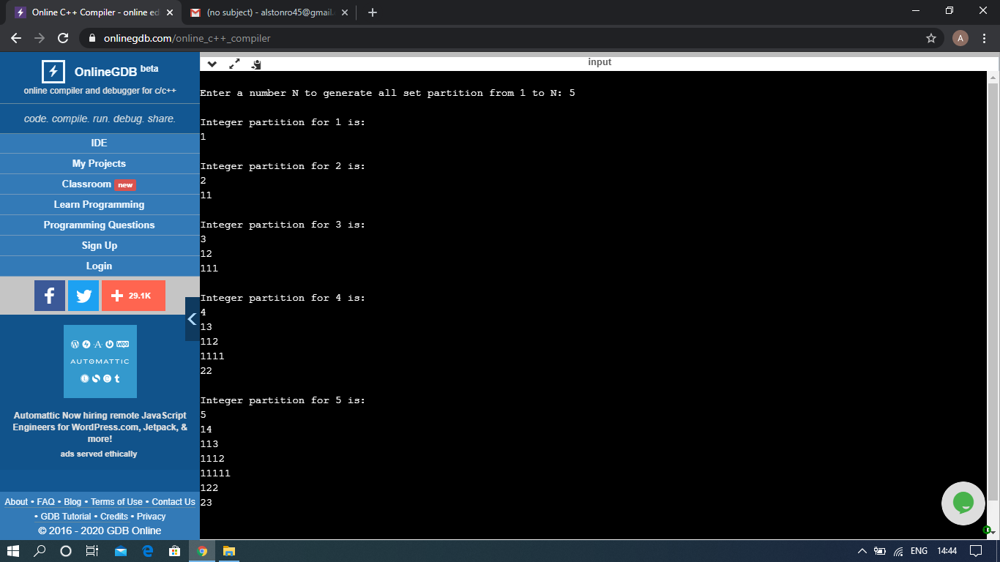 Online C++ Compiler - online ed
(no subject) - alstonro45@gmail.
onlinegdb.com/online_c++_compiler
A
OnlineGDB beta
online compiler and debugger for c/c++
code. compile. run. debug. share.
IDE
My Projects
Classroom new
Learn Programming
Programming Questions
Sign Up
Login
29.1K
AUTOMATTIC
Automattic Now hiring remote JavaScript
Engineers for WordPress.com, Jetpack, &
more!
ads served ethically
About • FAQ • Blog • Terms of Use • Contact Us
• GDB Tutorial • Credits • Privacy
© 2016 - 2020 GDB Online
input
Enter a number N to generate all set partition from 1 to N: 5
Integer partition for 1 is:
1
Integer partition for 2 is:
2
11
Integer partition for 3 is:
3
12
111
Integer partition for 4 is:
4
13
112
1111
22
Integer partition for 5 is:
5
14
113
1112
11111
122
23
ENG
14:44